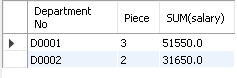 Department No Piece SUM(salary)
D0001 3 51550.0
D0002 2 31650.0